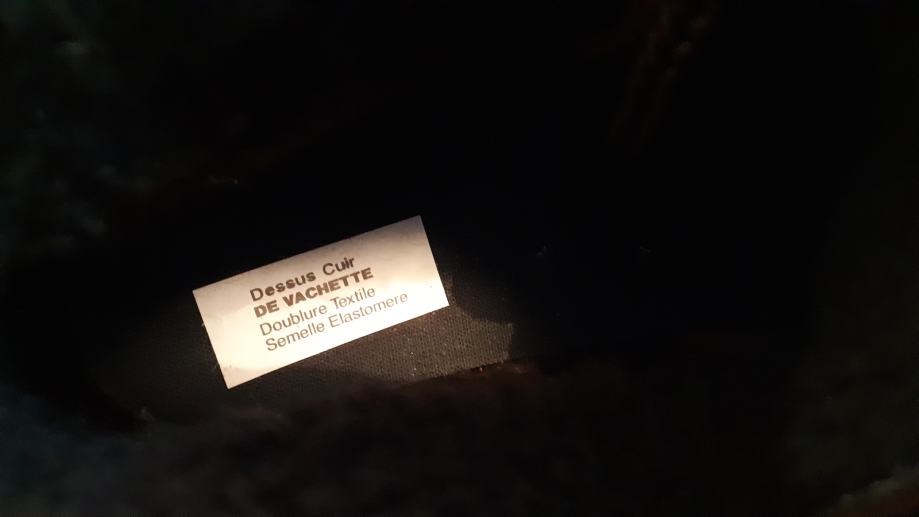 Dessus Cuir
DE VACHETTE
Doublure Textile
Semelle Elastomere